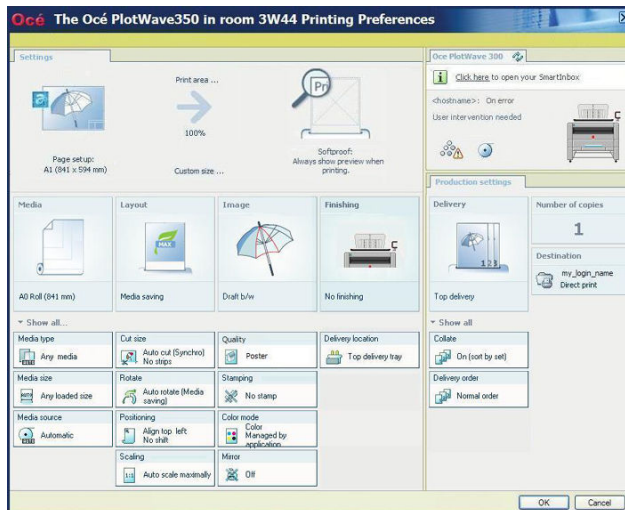 Océ The Océ PlotWave350 in room 3W44 Printing Preferences
Settings
Page setup:
A1 (841 x 594 mm)
Print area ...
100%
Custom size ...
Softproof:
Always show preview when
printing.
Oce PlotWave 300
Click here to open your SmartInbox
<hostname>: On error
User intervention needed
Media
A0 Roll (841 mm)
Layout
MAX
Media saving
Image
Draft b/w
Finishing
No finishing
Production settings
Delivery
123
Top delivery
Number of copies
1
Destination
my_login_name
Direct print
Show all...
Media type
Any media
Cut size
Auto cut (Synchro)
No strips
Quality
Poster
Delivery location
Top delivery tray
Media size
AUTO
Any loaded size
Rotate
Auto rotate (Media
saving)
Stamping
No stamp
Media source
Automatic
Positioning
Align top left
No shift
Color mode
Color
Managed by
application
Scaling
1:1
Auto scale maximally
Mirror
Off
Show all
Collate
On (sort by set)
Delivery order
Normal order
OK
Cancel